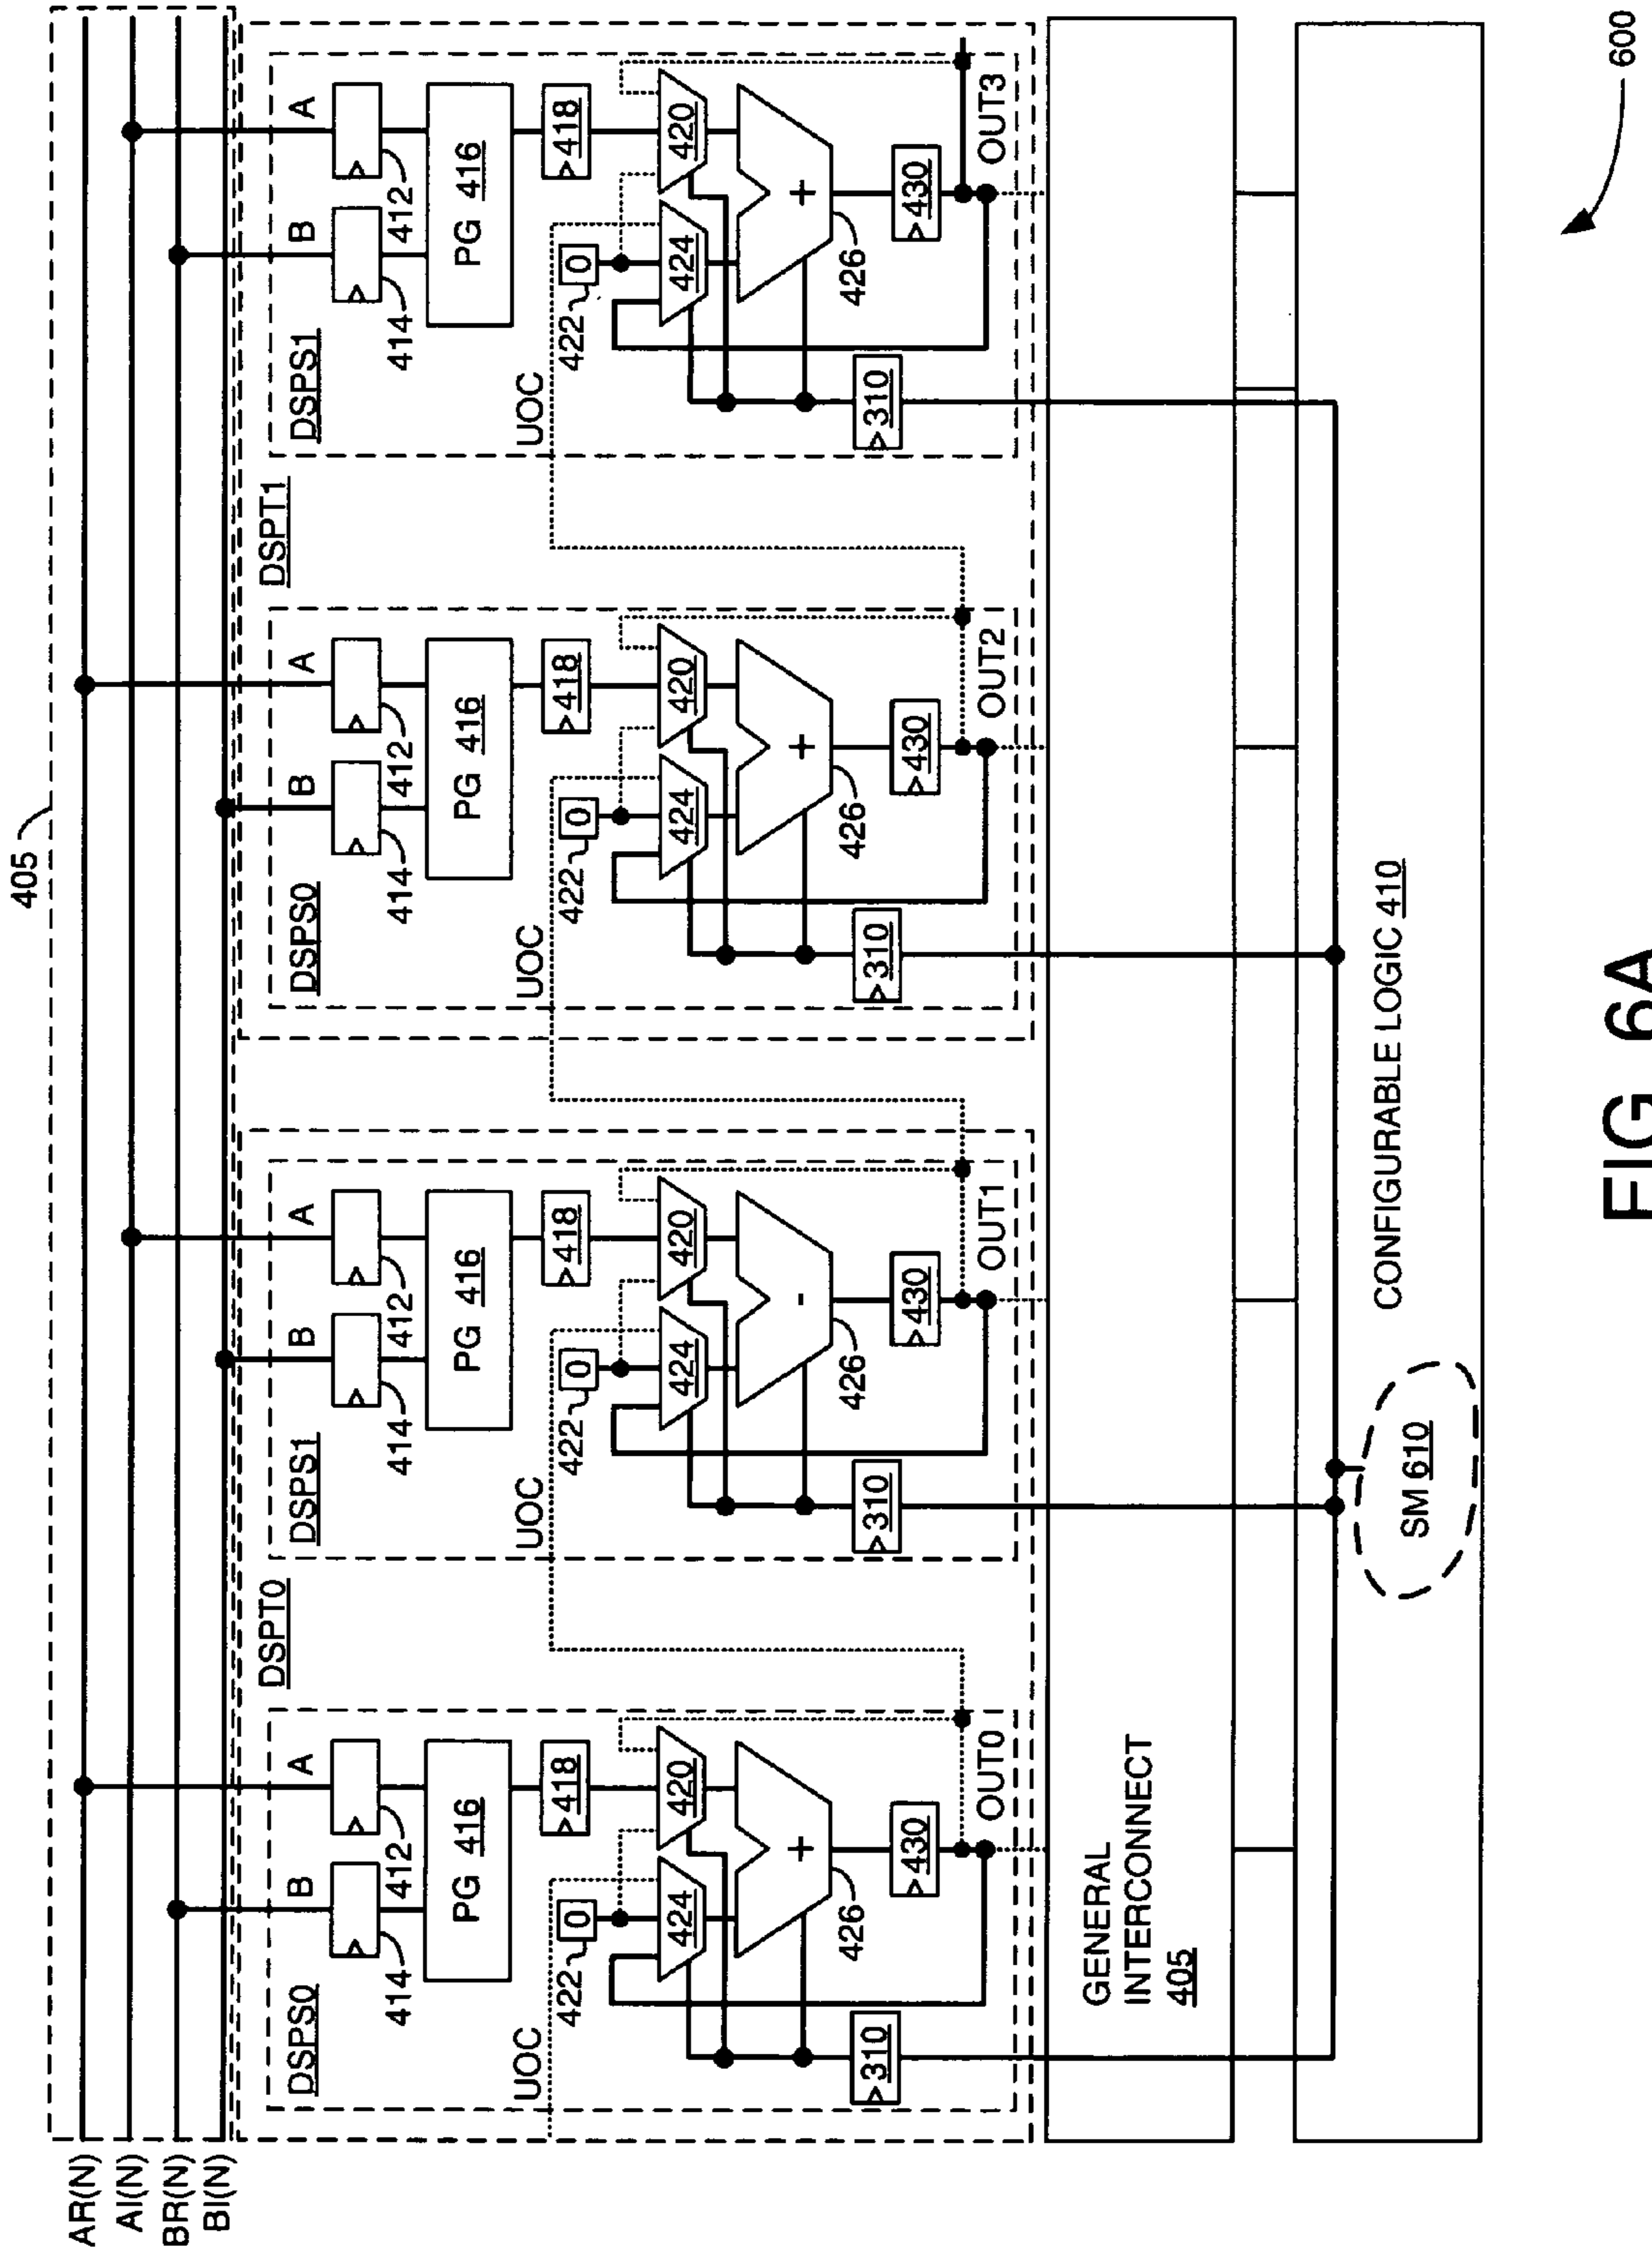 405
AR(N)
AI(N)
BR(N)
BI(N)
DSPT0
DSPS0
B
A
414
412
PG 416
UOC
422
0
>418
424
420
+
426
>310
>430
OUT0
DSPS1
B
A
414
412
PG 416
UOC
422
0
>418
424
420
-
426
>310
>430
OUT1
DSPT1
DSPS0
B
A
414
412
PG 416
UOC
422
0
>418
424
420
+
426
>310
>430
OUT2
DSPS1
B
A
414
412
PG 416
UOC
422
0
>418
424
420
+
426
>310
>430
OUT3
GENERAL
INTERCONNECT
405
SM 610
CONFIGURABLE LOGIC 410
600
FIG. 6A